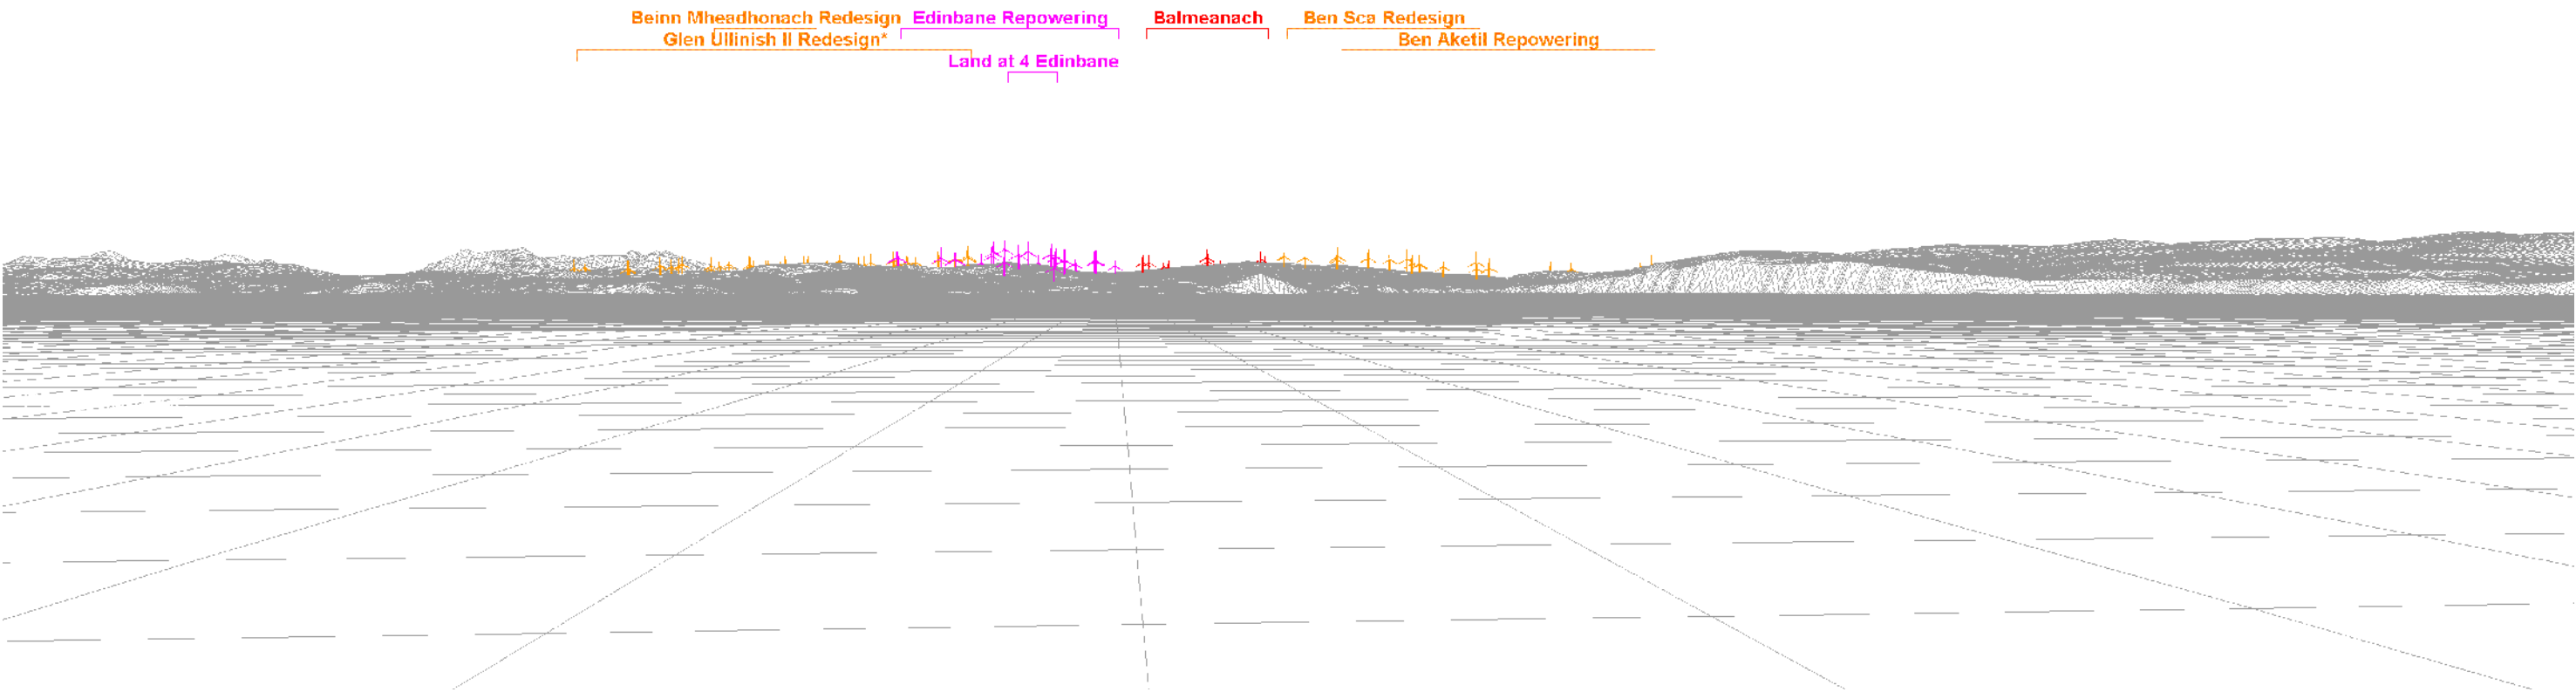 Beinn Mheadhonach Redesign Edinbane Repowering Balmeanach Ben Sca Redesign
Glen Ullinish II Redesign* Ben Aketil Repowering
Land at 4 Edinbane